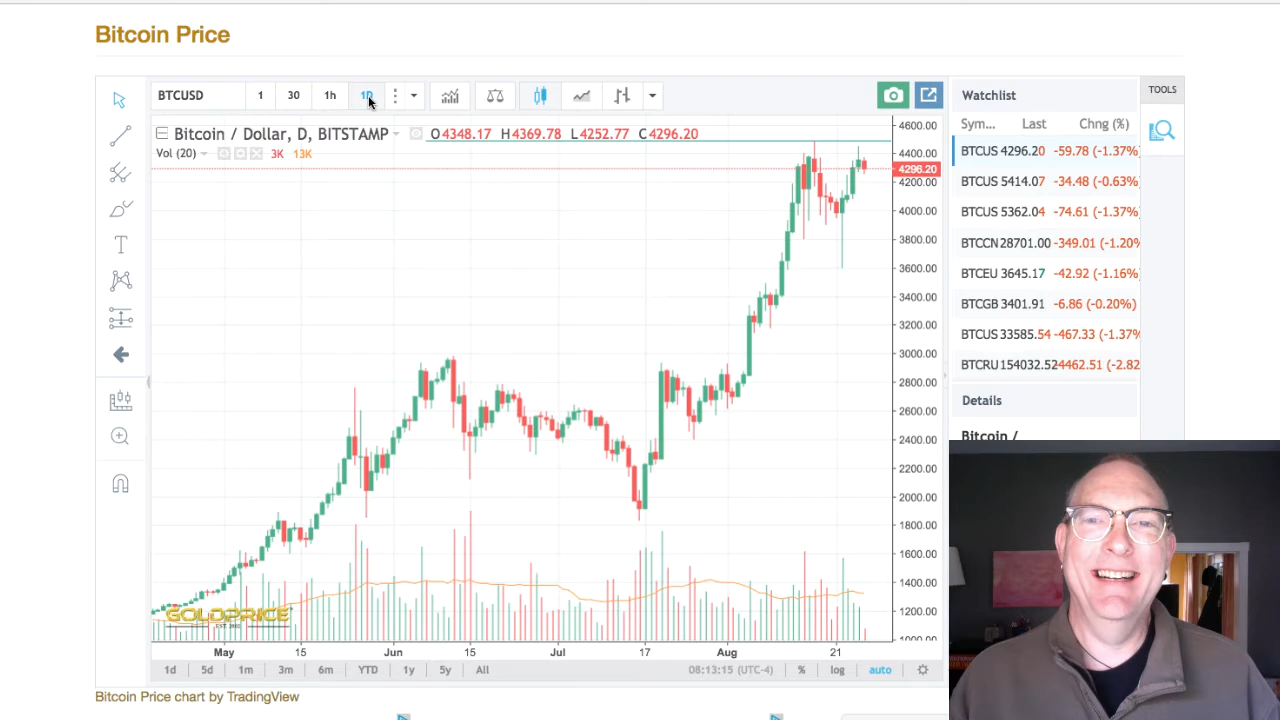 Bitcoin Price
BTCUSD 1 30 1h 1D
Bitcoin / Dollar, D, BITSTAMP O4348.17 H4369.78 L4252.77 C4296.20
Vol (20) 3K 13K
4600.00
4400.00
4296.20
4200.00
4000.00
3800.00
3600.00
3400.00
3200.00
3000.00
2800.00
2600.00
2400.00
2200.00
2000.00
1800.00
1600.00
1400.00
1200.00
1000.00
GOLDPRICE
May 15 Jun 15 Jul 17 Aug 21
1d 5d 1m 3m 6m YTD 1y 5y All 08:13:15 (UTC-4) % log auto
Bitcoin Price chart by TradingView
Watchlist
Sym... Last Chng (%)
BTCUS 4296.20 -59.78 (-1.37%)
BTCUS 5414.07 -34.48 (-0.63%)
BTCUS 5362.04 -74.61 (-1.37%)
BTCCN 28701.00 -349.01 (-1.20%
BTCEU 3645.17 -42.92 (-1.16%)
BTCGB 3401.91 -6.86 (-0.20%)
BTCUS 33585.54 -467.33 (-1.37%
BTCRU 154032.52 4462.51 (-2.82
Details
Bitcoin /
TOOLS